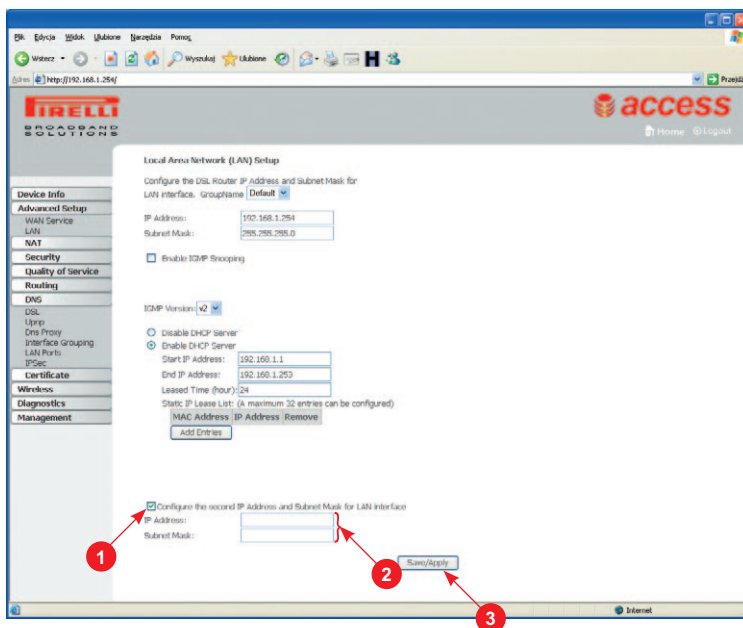 Plik Edycja Widok Ulubione Narzędzia Pomoc
Wstecz Wyszukaj Ulubione H
Adres http://192.168.1.254/ Przejdź
PIRELLI
BROADBAND
SOLUTIONS
access
Home Logout
Device Info
Advanced Setup
WAN Service
LAN
NAT
Security
Quality of Service
Routing
DNS
DSL
Upnp
Dns Proxy
Interface Grouping
LAN Ports
IPSec
Certificate
Wireless
Diagnostics
Management
Local Area Network (LAN) Setup
Configure the DSL Router IP Address and Subnet Mask for
LAN interface. GroupName Default
IP Address: 192.168.1.254
Subnet Mask: 255.255.255.0
Enable IGMP Snooping
IGMP Version: v2
Disable DHCP Server
Enable DHCP Server
Start IP Address: 192.168.1.1
End IP Address: 192.168.1.253
Leased Time (hour): 24
Static IP Lease List: (A maximum 32 entries can be configured)
MAC Address IP Address Remove
Add Entries
Configure the second IP Address and Subnet Mask for LAN interface
IP Address:
Subnet Mask:
Save/Apply
1
2
3
Internet